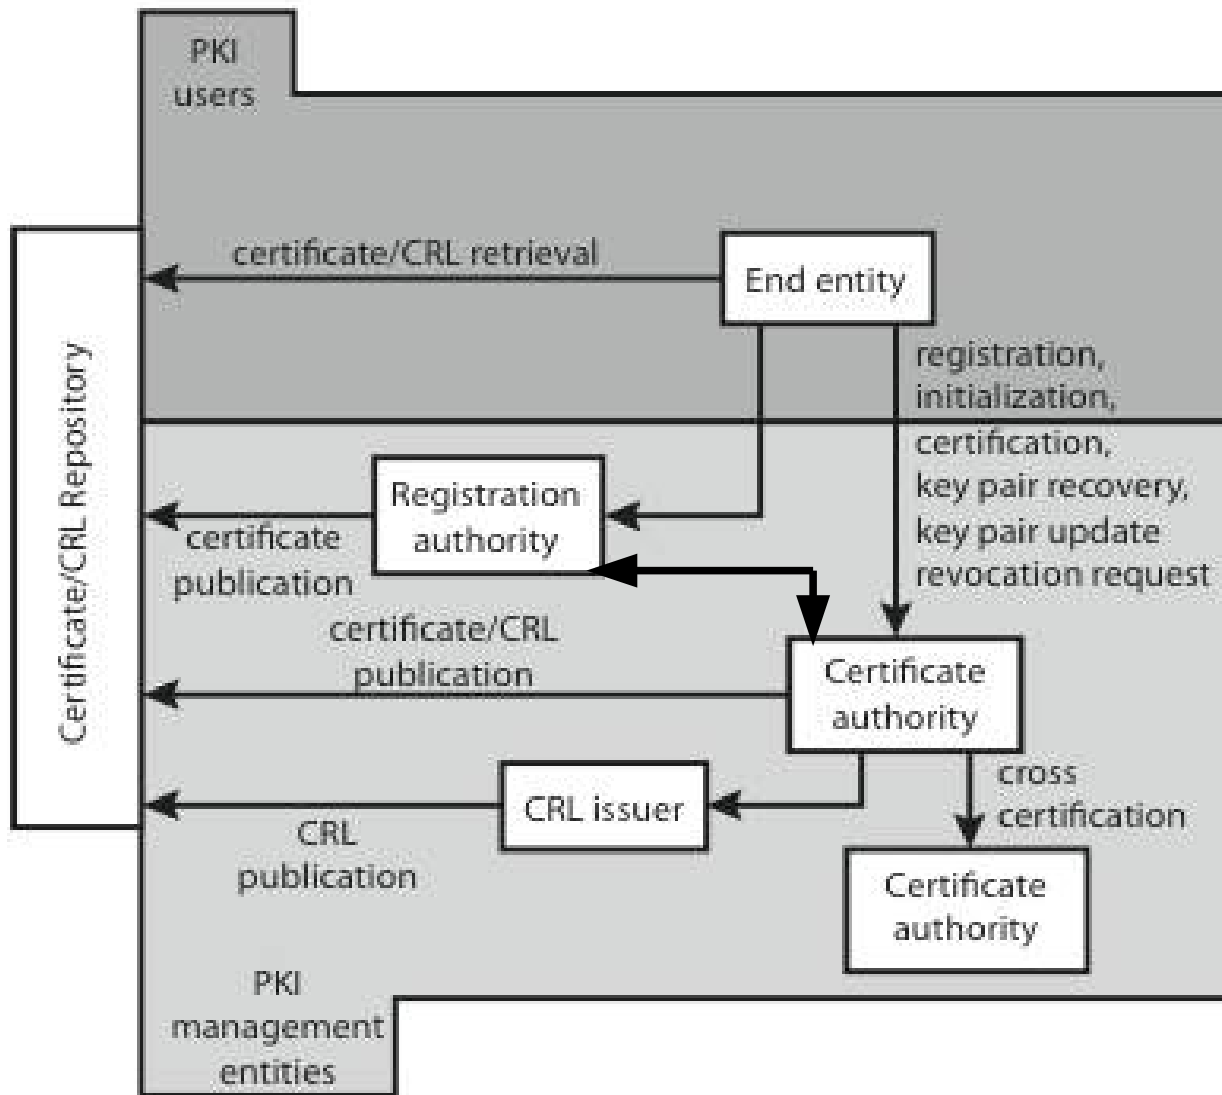 PKI
users
certificate/CRL retrieval
End entity
registration,
initialization,
certification,
key pair recovery,
key pair update
revocation request
Certificate/CRL Repository
Registration
authority
certificate
publication
certificate/CRL
publication
Certificate
authority
CRL issuer
cross
certification
CRL
publication
Certificate
authority
PKI
management
entities